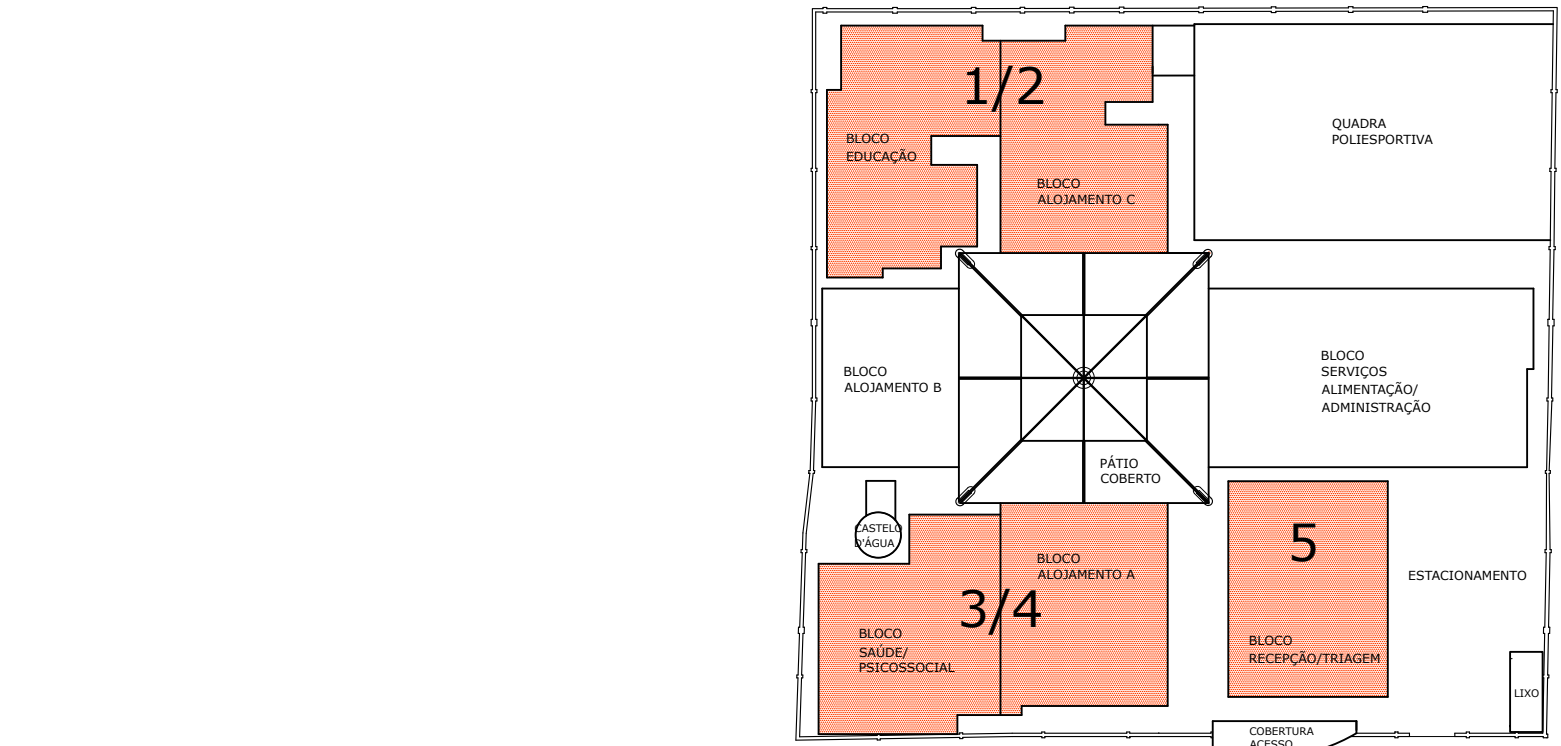 1/2
BLOCO
EDUCAÇÃO
BLOCO
ALOJAMENTO C
QUADRA
POLIESPORTIVA
BLOCO
ALOJAMENTO B
BLOCO
SERVIÇOS
ALIMENTAÇÃO/
ADMINISTRAÇÃO
PÁTIO
COBERTO
CASTELO
D'ÁGUA
BLOCO
ALOJAMENTO A
3/4
BLOCO
SAÚDE/
PSICOSSOCIAL
5
BLOCO
RECEPÇÃO/TRIAGEM
ESTACIONAMENTO
LIXO
COBERTURA
ACESSO